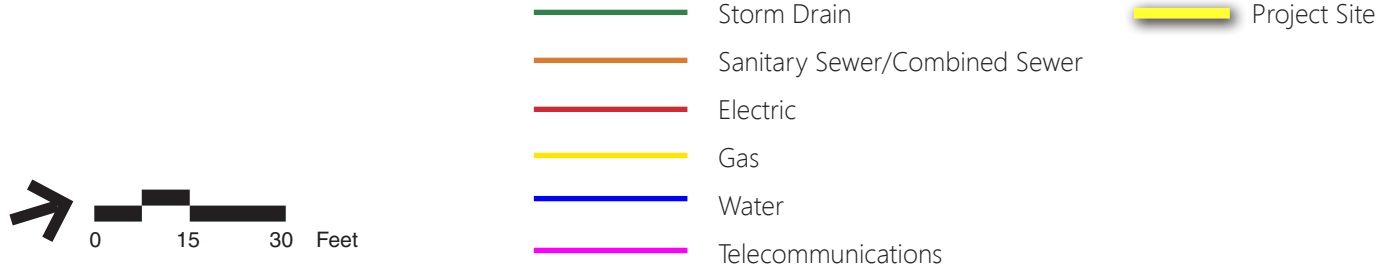 Storm Drain
Project Site
Sanitary Sewer/Combined Sewer
Electric
Gas
Water
0 15 30 Feet
Telecommunications